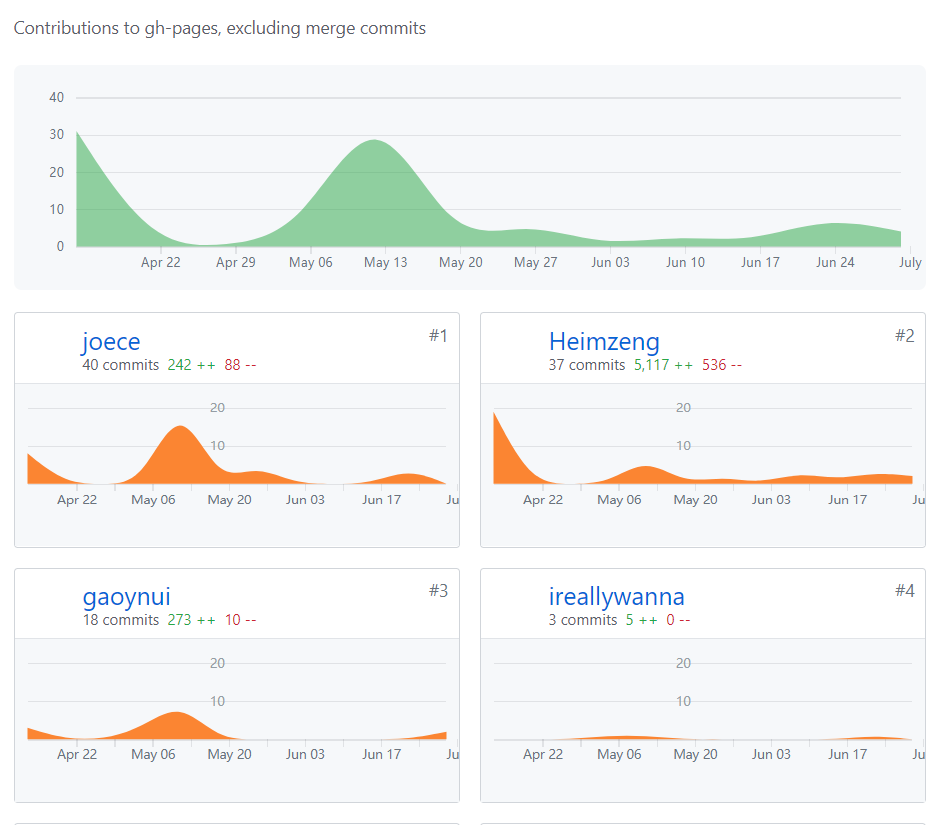 Contributions to gh-pages, excluding merge commits
40
30
20
10
0
Apr 22 Apr 29 May 06 May 13 May 20 May 27 Jun 03 Jun 10 Jun 17 Jun 24 July
joece #1
40 commits 242 ++ 88 --
20
10
Apr 22 May 06 May 20 Jun 03 Jun 17 Ju
Heimzeng #2
37 commits 5,117 ++ 536 --
20
10
Apr 22 May 06 May 20 Jun 03 Jun 17 Ju
gaoynui #3
18 commits 273 ++ 10 --
20
10
Apr 22 May 06 May 20 Jun 03 Jun 17 Ju
ireallywanna #4
3 commits 5 ++ 0 --
20
10
Apr 22 May 06 May 20 Jun 03 Jun 17 Ju